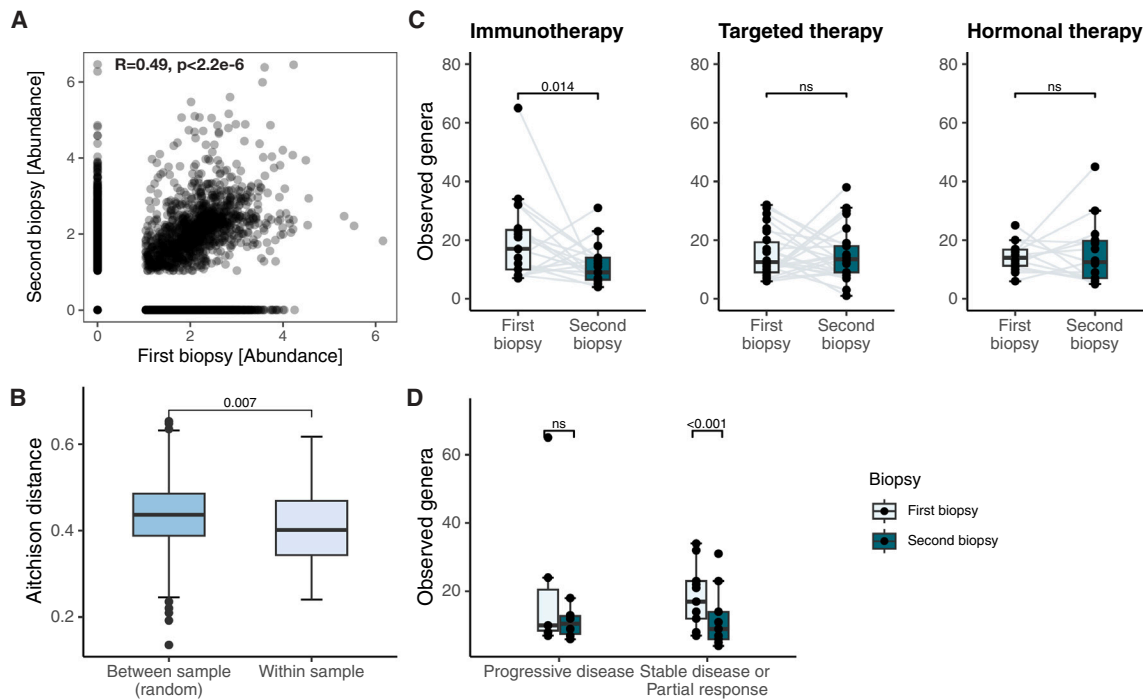 A
R=0.49, p<2.2e-6
6
4
2
0
Second biopsy [Abundance]
0
2
4
6
First biopsy [Abundance]
C
Immunotherapy
Targeted therapy
Hormonal therapy
Observed genera
80
60
40
20
0
0.014
First
biopsy
Second
biopsy
80
60
40
20
0
ns
First
biopsy
Second
biopsy
80
60
40
20
0
ns
First
biopsy
Second
biopsy
B
Aitchison distance
0.6
0.4
0.2
0.007
Between sample
(random)
Within sample
D
Observed genera
60
40
20
ns
<0.001
Progressive disease
Stable disease or
Partial response
Biopsy
First biopsy
Second biopsy